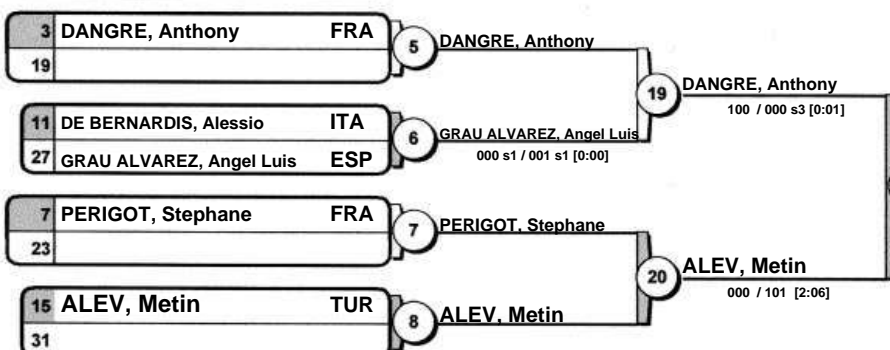 3 DANGRE, Anthony FRA
19
5 DANGRE, Anthony
11 DE BERNARDIS, Alessio ITA
27 GRAU ALVAREZ, Angel Luis ESP
6 GRAU ALVAREZ, Angel Luis
000 s1 / 001 s1 [0:00]
19 DANGRE, Anthony
100 / 000 s3 [0:01]
7 PERIGOT, Stephane FRA
23
7 PERIGOT, Stephane
15 ALEV, Metin TUR
31
8 ALEV, Metin
20 ALEV, Metin
000 / 101 [2:06]